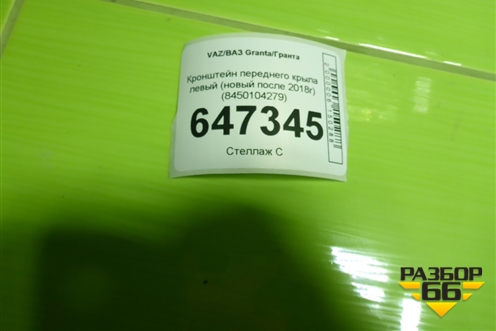 VAZ/ВАЗ Granta/Гранта
Кронштейн переднего крыла
левый (новый после 2018г)
(8450104279)
647345
Стеллаж С
РАЗБОР
66